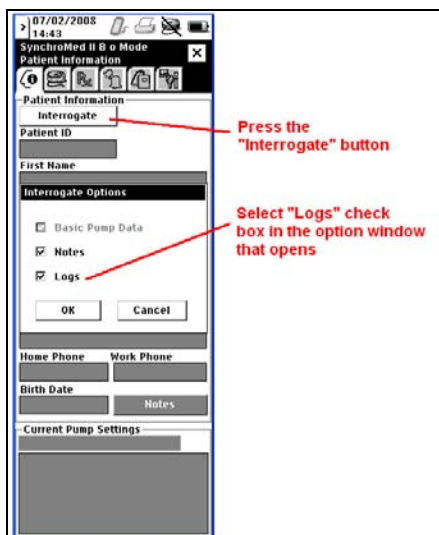 07/02/2008
14:43
SynchroMed II B o Mode
Patient Information
Rx
Patient Information
Interrogate
Patient ID
First Name
Interrogate Options
Basic Pump Data
Notes
Logs
OK Cancel
Home Phone Work Phone
Birth Date
Notes
Current Pump Settings
Press the
"Interrogate" button
Select "Logs" check
box in the option window
that opens